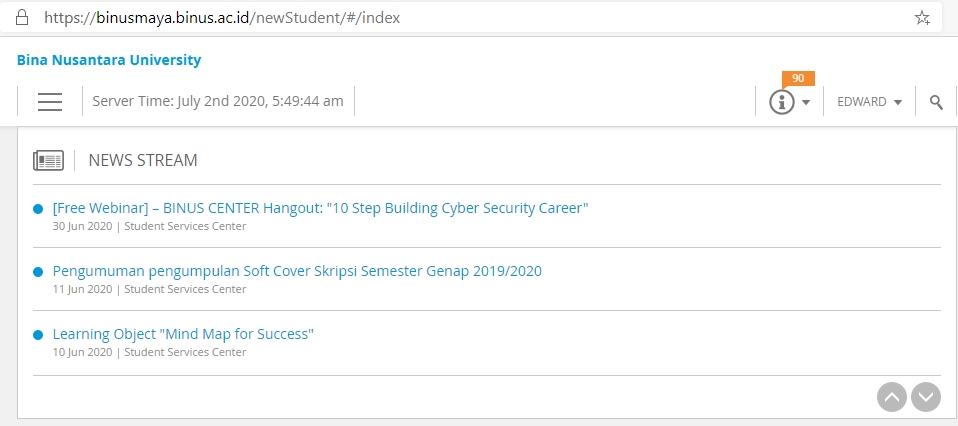 https://binusmaya.binus.ac.id/newStudent/#/index
Bina Nusantara University
90
Server Time: July 2nd 2020, 5:49:44 am
EDWARD
NEWS STREAM
[Free Webinar] – BINUS CENTER Hangout: "10 Step Building Cyber Security Career"
30 Jun 2020 | Student Services Center
Pengumuman pengumpulan Soft Cover Skripsi Semester Genap 2019/2020
11 Jun 2020 | Student Services Center
Learning Object "Mind Map for Success"
10 Jun 2020 | Student Services Center